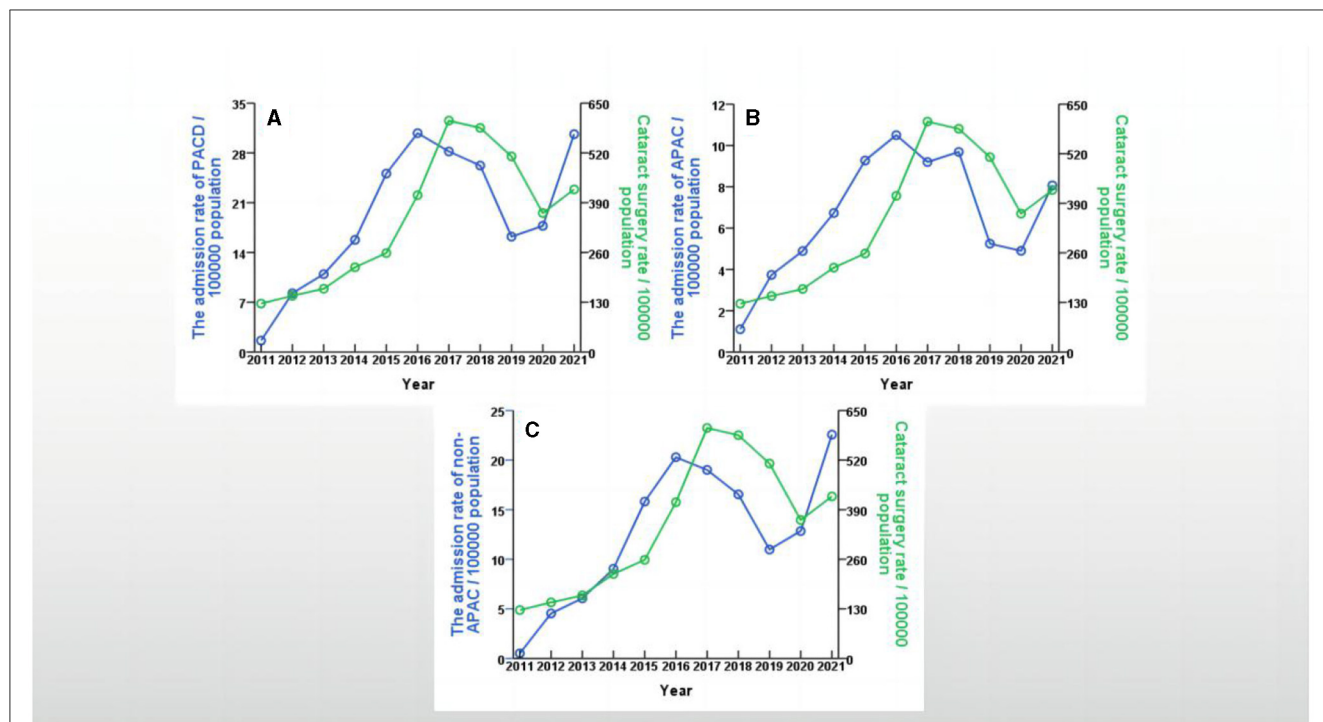 A
The admission rate of PACD /
100000 population
35
28
21
14
7
0
650
520
390
260
130
0
Cataract surgery rate / 100000
population
2011 2012 2013 2014 2015 2016 2017 2018 2019 2020 2021
Year
B
The admission rate of APAC /
100000 population
12
10
8
6
4
2
0
650
520
390
260
130
0
Cataract surgery rate / 100000
population
2011 2012 2013 2014 2015 2016 2017 2018 2019 2020 2021
Year
C
The admission rate of non-
APAC / 100000 population
25
20
15
10
5
0
650
520
390
260
130
0
Cataract surgery rate / 100000
population
2011 2012 2013 2014 2015 2016 2017 2018 2019 2020 2021
Year